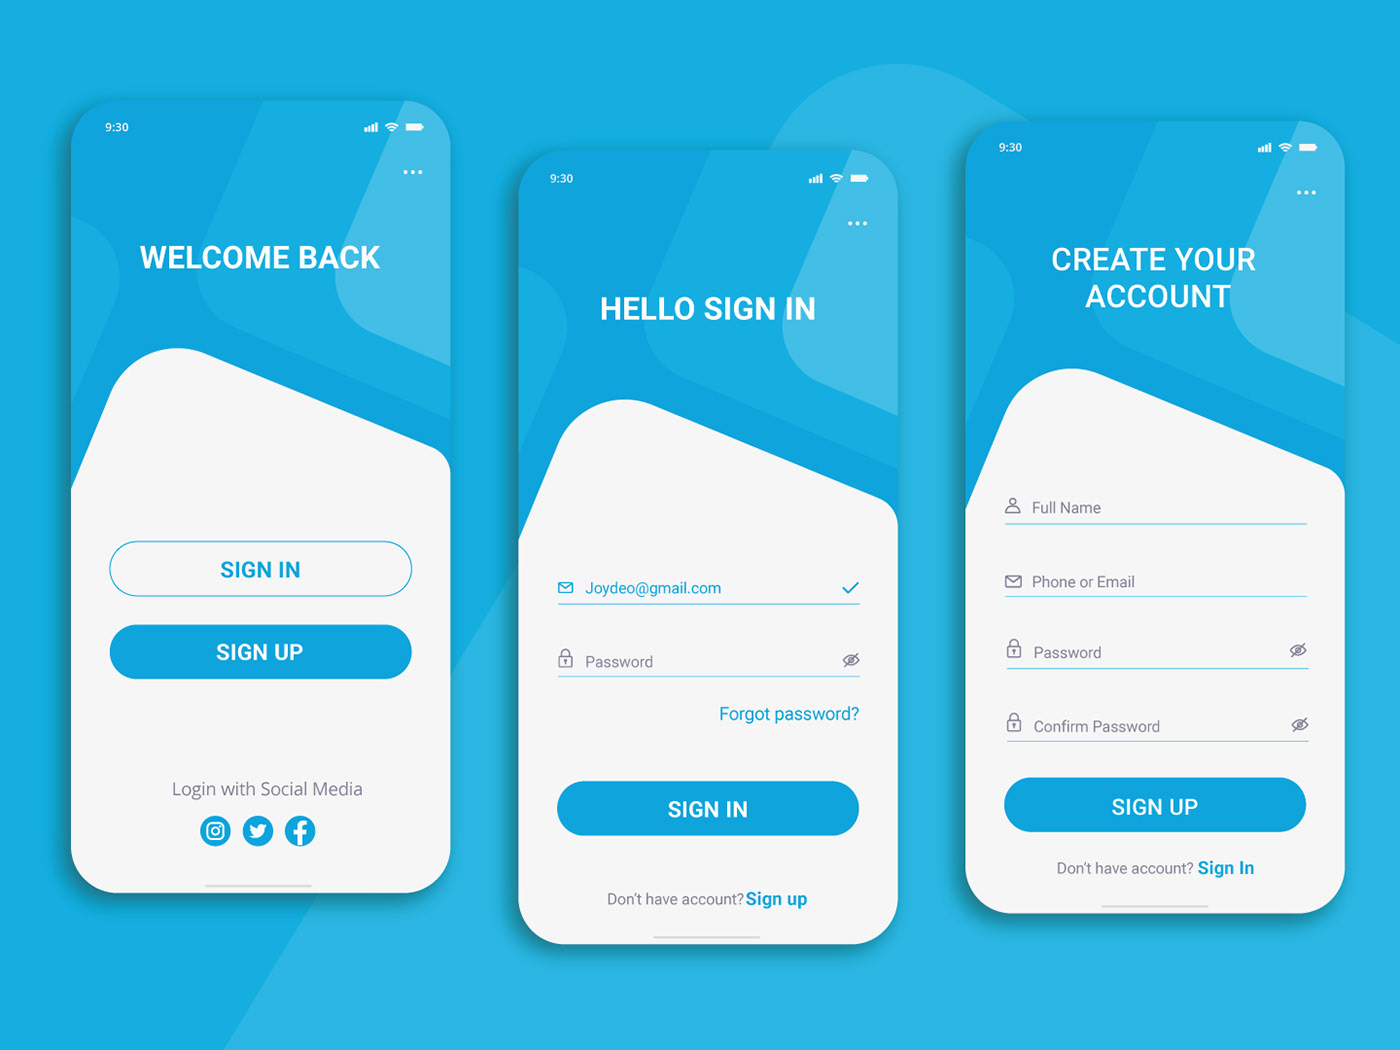 9:30
WELCOME BACK
SIGN IN
SIGN UP
Login with Social Media
9:30
HELLO SIGN IN
Joydeo@gmail.com
Password
Forgot password?
SIGN IN
Don't have account? Sign up
9:30
CREATE YOUR
ACCOUNT
Full Name
Phone or Email
Password
Confirm Password
SIGN UP
Don't have account? Sign In